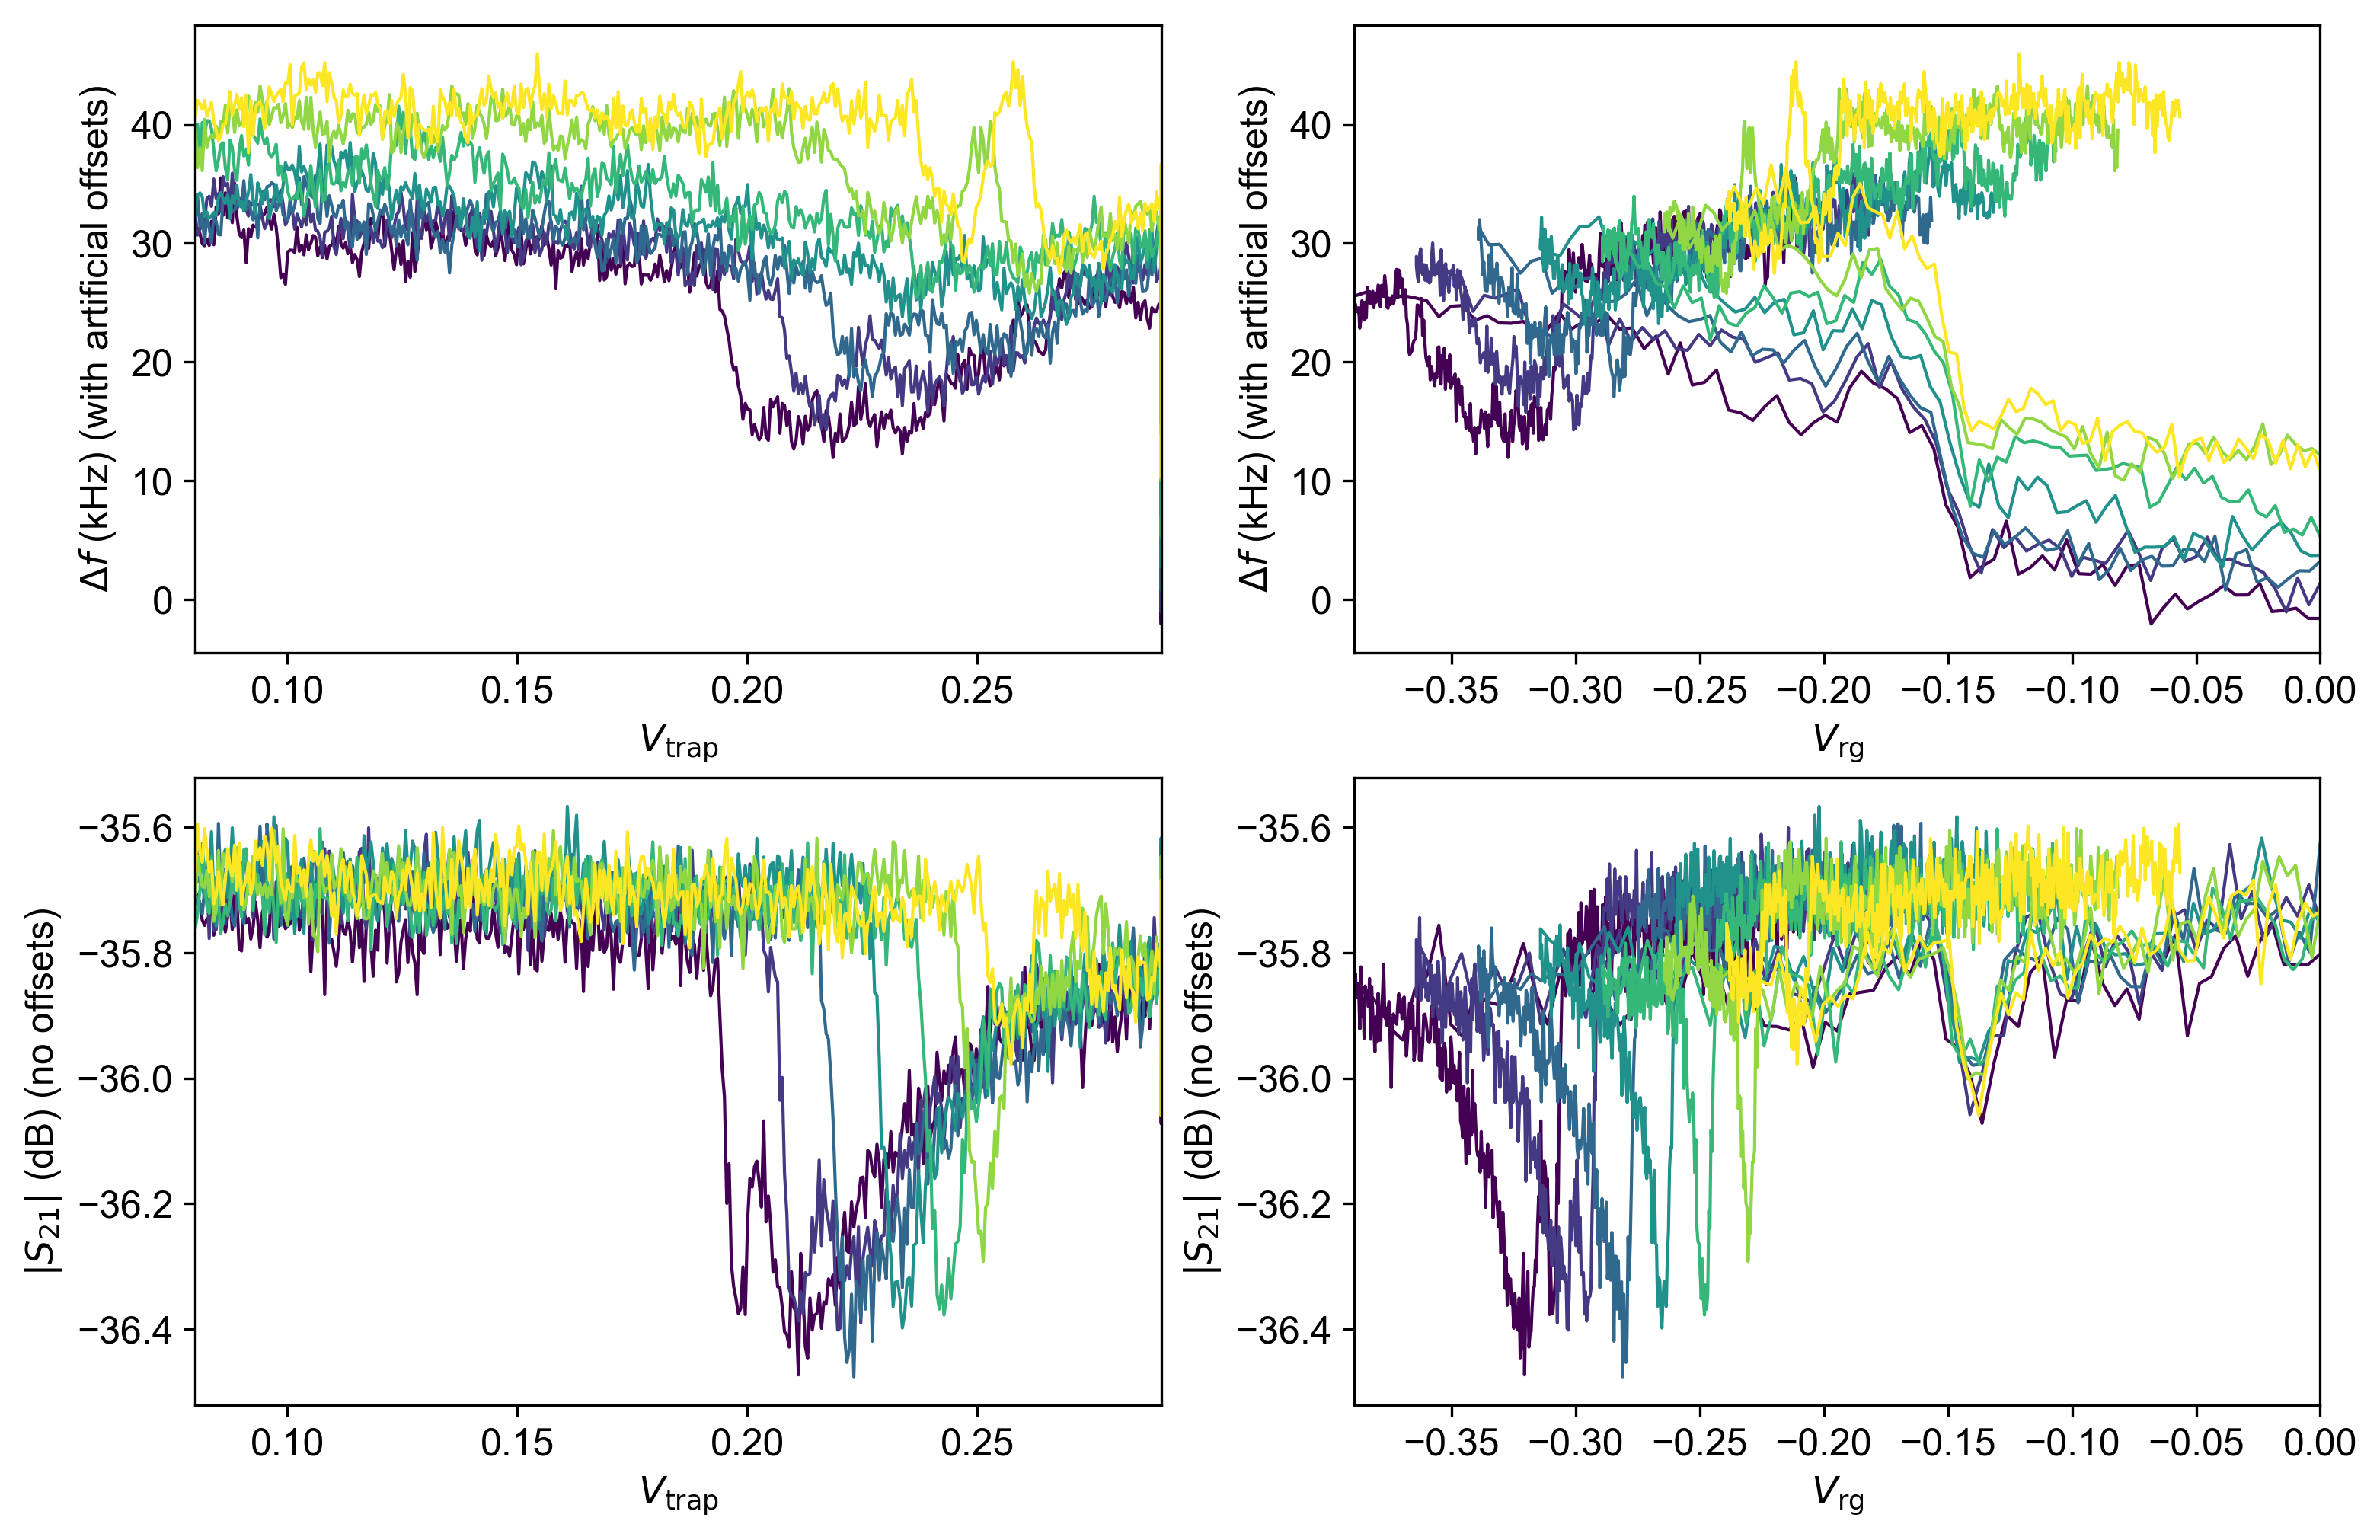 Δf (kHz) (with artificial offsets)
40
30
20
10
0
0.10 0.15 0.20 0.25
V_trap
Δf (kHz) (with artificial offsets)
40
30
20
10
0
−0.35 −0.30 −0.25 −0.20 −0.15 −0.10 −0.05 0.00
V_rg
|S_21| (dB) (no offsets)
−35.6
−35.8
−36.0
−36.2
−36.4
0.10 0.15 0.20 0.25
V_trap
|S_21| (dB) (no offsets)
−35.6
−35.8
−36.0
−36.2
−36.4
−0.35 −0.30 −0.25 −0.20 −0.15 −0.10 −0.05 0.00
V_rg